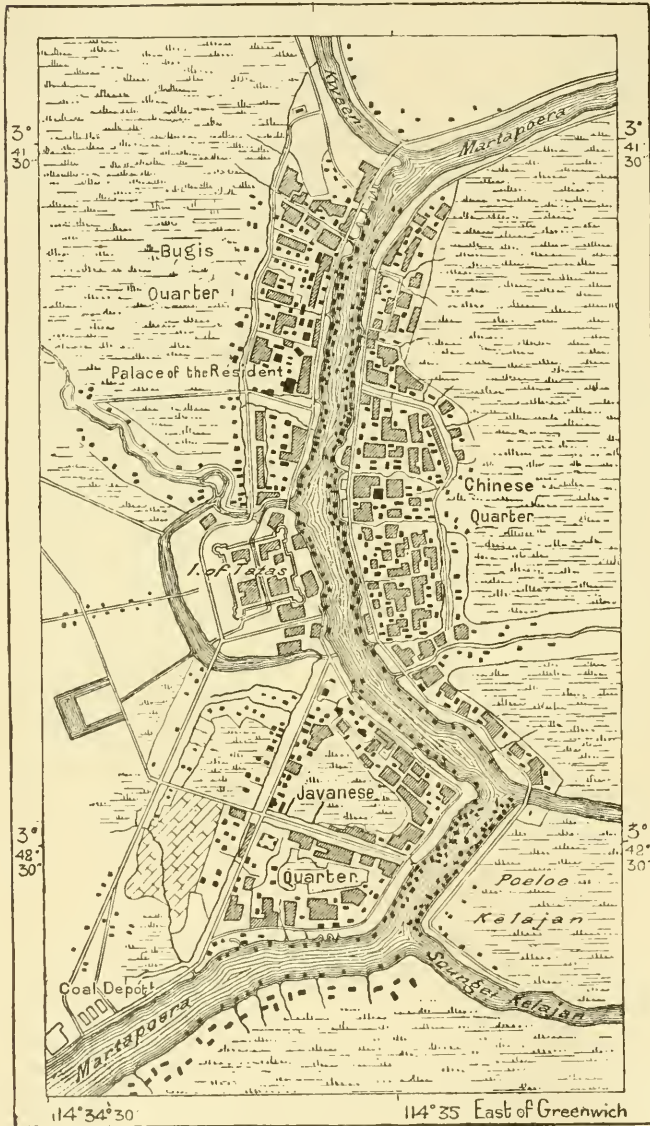 Kween
Martapoera
3°
41'
30"
3°
41'
30"
Bugis
Quarter
Palace of the Resident
Chinese
Quarter
I. of Tatas
Javanese
3°
42'
30"
3°
42'
30"
Quarter
Poeloe
Kelajan
Soungei Kelajan
Coal Depôt
Martapoera
114°34'30"
114°35' East of Greenwich